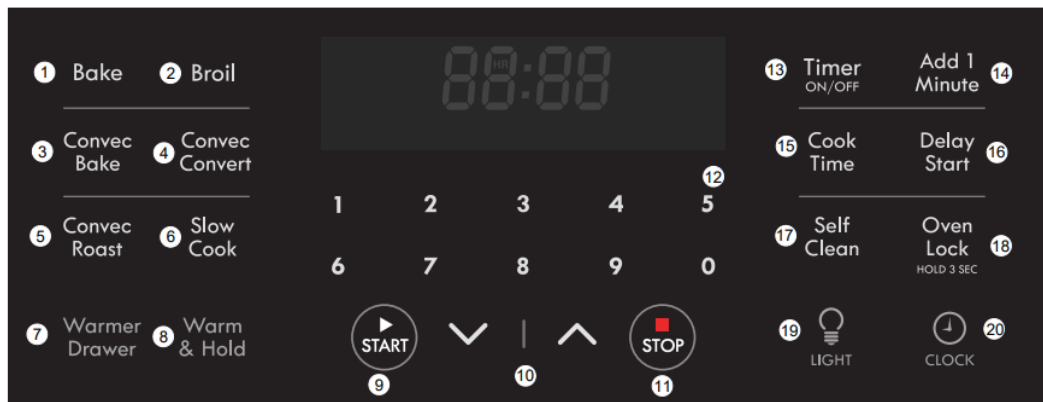 1 Bake 2 Broil
88:88
HR
13 Timer
ON/OFF
Add 1
Minute 14
3 Convec
Bake
4 Convec
Convert
15 Cook
Time
Delay
Start 16
12
1 2 3 4 5
5 Convec
Roast
6 Slow
Cook
17 Self
Clean
Oven
Lock
HOLD 3 SEC 18
6 7 8 9 0
7 Warmer
Drawer
8 Warm
& Hold
START
9
10
STOP
11
19 LIGHT
CLOCK 20